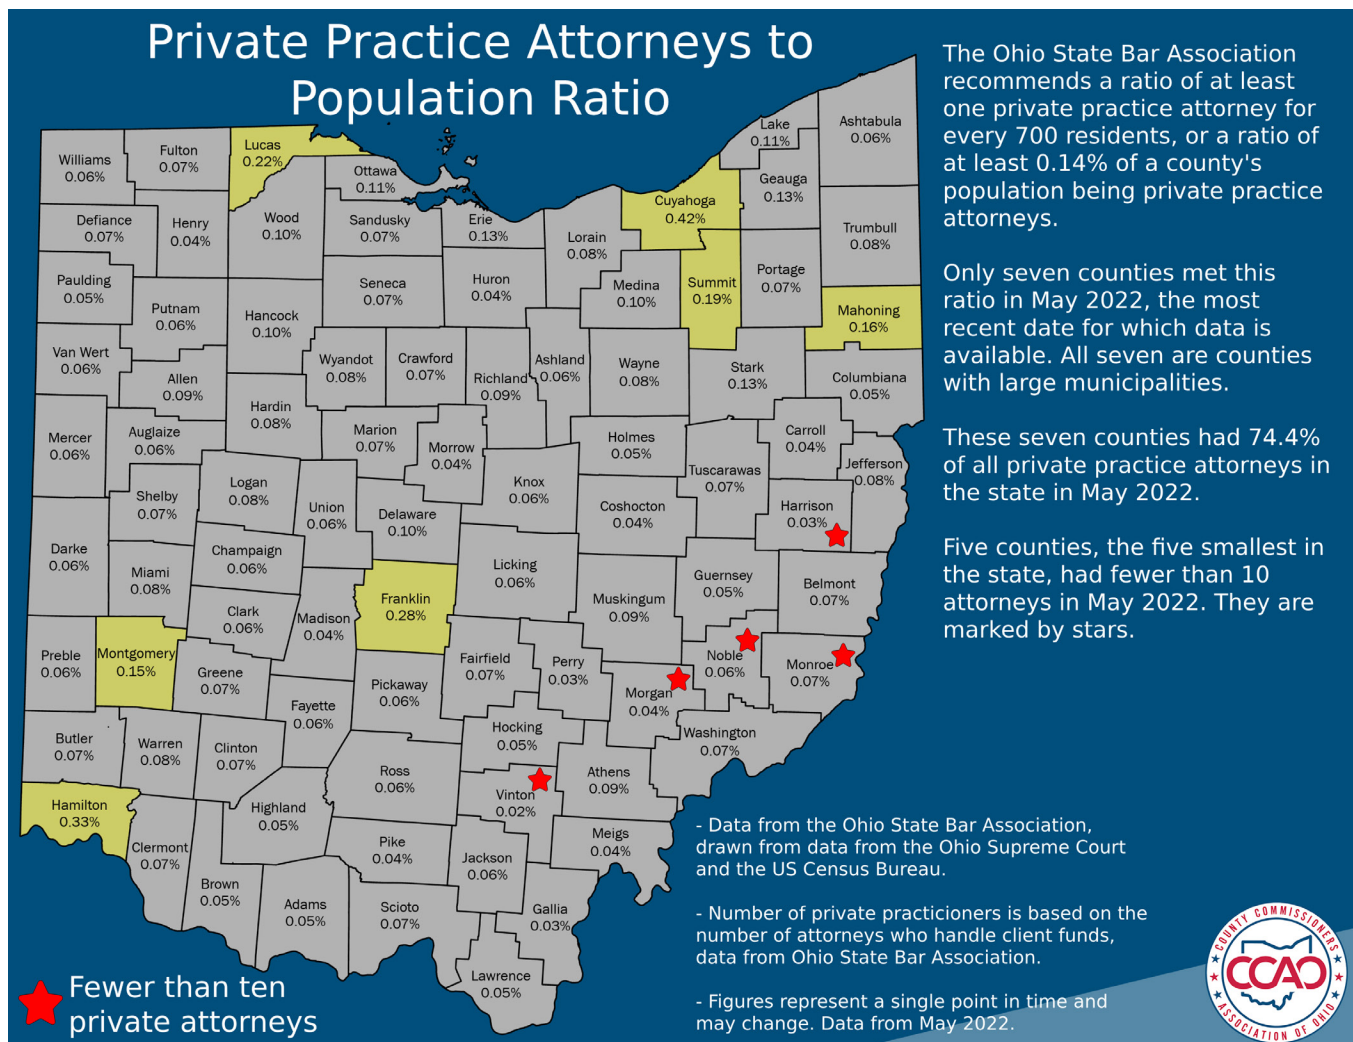 Private Practice Attorneys to
Population Ratio
The Ohio State Bar Association
recommends a ratio of at least
one private practice attorney for
every 700 residents, or a ratio of
at least 0.14% of a county's
population being private practice
attorneys.
Only seven counties met this
ratio in May 2022, the most
recent date for which data is
available. All seven are counties
with large municipalities.
These seven counties had 74.4%
of all private practice attorneys in
the state in May 2022.
Five counties, the five smallest in
the state, had fewer than 10
attorneys in May 2022. They are
marked by stars.
Williams
0.06%
Fulton
0.07%
Lucas
0.22%
Ottawa
0.11%
Lake
0.11%
Ashtabula
0.06%
Geauga
0.13%
Cuyahoga
0.42%
Defiance
0.07%
Henry
0.04%
Wood
0.10%
Sandusky
0.07%
Erie
0.13%
Lorain
0.08%
Trumbull
0.08%
Paulding
0.05%
Putnam
0.06%
Hancock
0.10%
Seneca
0.07%
Huron
0.04%
Medina
0.10%
Summit
0.19%
Portage
0.07%
Mahoning
0.16%
Van Wert
0.06%
Allen
0.09%
Wyandot
0.08%
Crawford
0.07%
Richland
0.09%
Ashland
0.06%
Wayne
0.08%
Stark
0.13%
Columbiana
0.05%
Mercer
0.06%
Auglaize
0.06%
Hardin
0.08%
Marion
0.07%
Morrow
0.04%
Holmes
0.05%
Carroll
0.04%
Tuscarawas
0.07%
Jefferson
0.08%
Shelby
0.07%
Logan
0.08%
Union
0.06%
Delaware
0.10%
Knox
0.06%
Coshocton
0.04%
Harrison
0.03%
Darke
0.06%
Miami
0.08%
Champaign
0.06%
Licking
0.06%
Guernsey
0.05%
Belmont
0.07%
Clark
0.06%
Madison
0.04%
Franklin
0.28%
Muskingum
0.09%
Preble
0.06%
Montgomery
0.15%
Greene
0.07%
Fairfield
0.07%
Perry
0.03%
Noble
0.06%
Monroe
0.07%
Pickaway
0.06%
Morgan
0.04%
Fayette
0.06%
Butler
0.07%
Warren
0.08%
Clinton
0.07%
Hocking
0.05%
Washington
0.07%
Ross
0.06%
Athens
0.09%
Hamilton
0.33%
Highland
0.05%
Vinton
0.02%
Clermont
0.07%
Pike
0.04%
Jackson
0.06%
Meigs
0.04%
Brown
0.05%
Adams
0.05%
Scioto
0.07%
Gallia
0.03%
Lawrence
0.05%
Fewer than ten
private attorneys
- Data from the Ohio State Bar Association,
drawn from data from the Ohio Supreme Court
and the US Census Bureau.
- Number of private practicioners is based on the
number of attorneys who handle client funds,
data from Ohio State Bar Association.
- Figures represent a single point in time and
may change. Data from May 2022.
COUNTY COMMISSIONERS
CCAO
ASSOCIATION OF OHIO